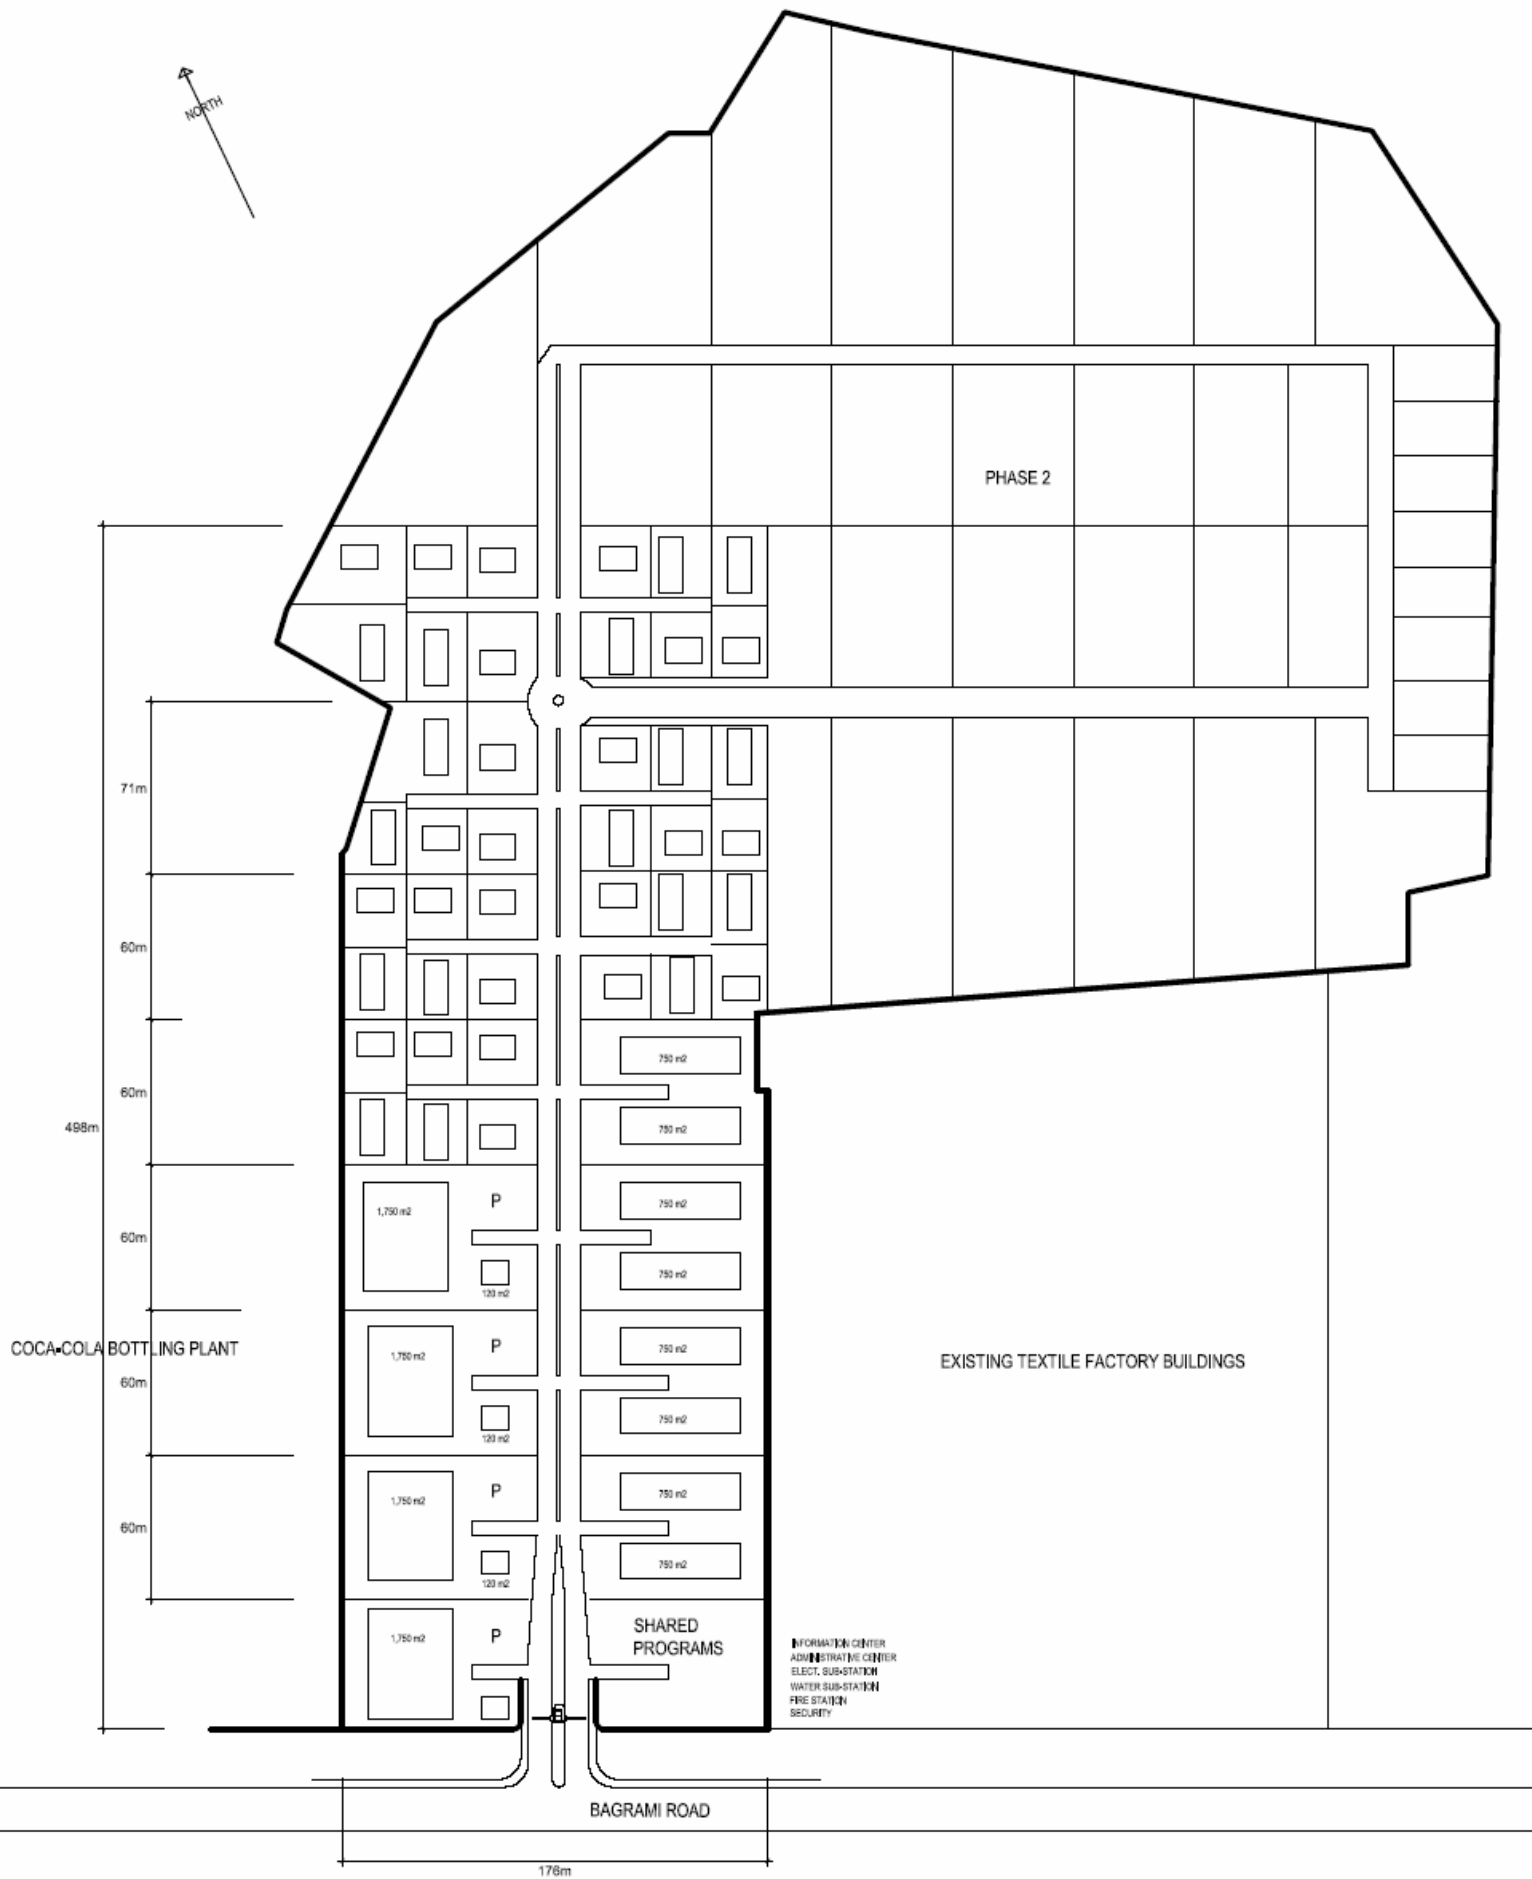 NORTH
PHASE 2
71m
60m
750 m2
60m
498m
750 m2
1,750 m2
P
750 m2
60m
750 m2
120 m2
COCA-COLA BOTTLING PLANT
1,750 m2
P
750 m2
EXISTING TEXTILE FACTORY BUILDINGS
60m
750 m2
120 m2
1,750 m2
P
750 m2
60m
750 m2
120 m2
1,750 m2
P
SHARED
PROGRAMS
INFORMATION CENTER
ADMINISTRATIVE CENTER
ELECT. SUB-STATION
WATER SUB-STATION
FIRE STATION
SECURITY
BAGRAMI ROAD
176m